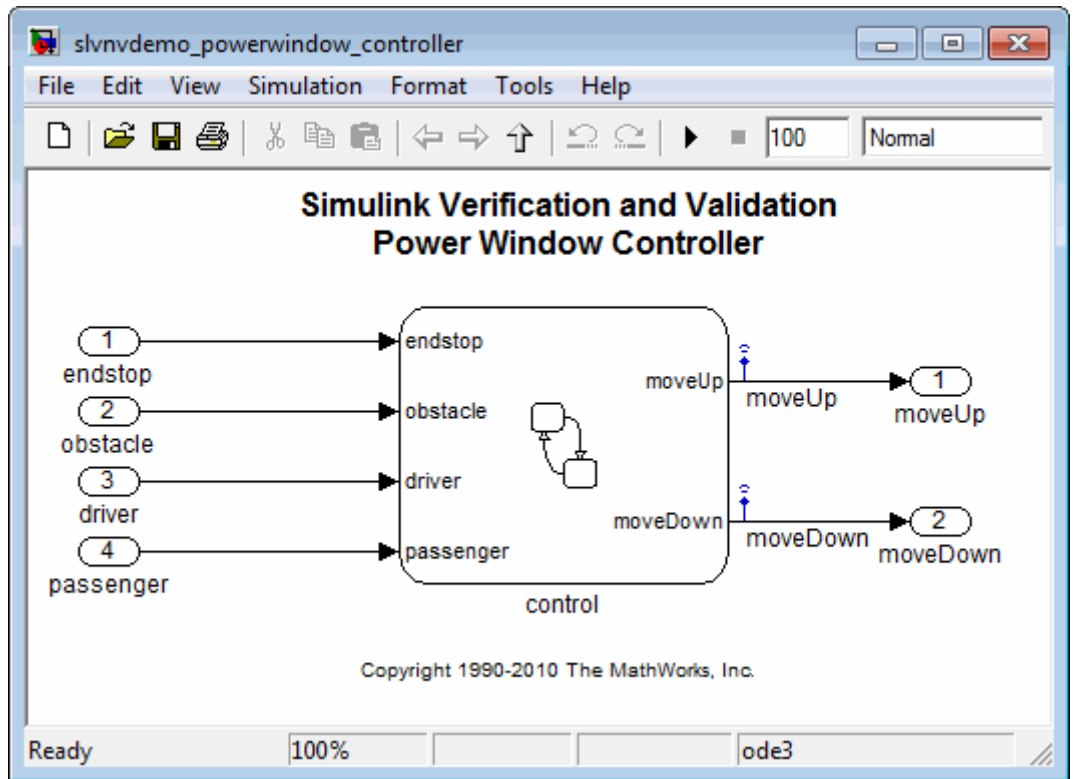 slvnvdemo_powerwindow_controller
File Edit View Simulation Format Tools Help
100 Normal
Simulink Verification and Validation
Power Window Controller
1
endstop
2
obstacle
3
driver
4
passenger
endstop
obstacle
driver
passenger
moveUp
moveDown
control
moveUp
moveDown
1
moveUp
2
moveDown
Copyright 1990-2010 The MathWorks, Inc.
Ready 100% ode3